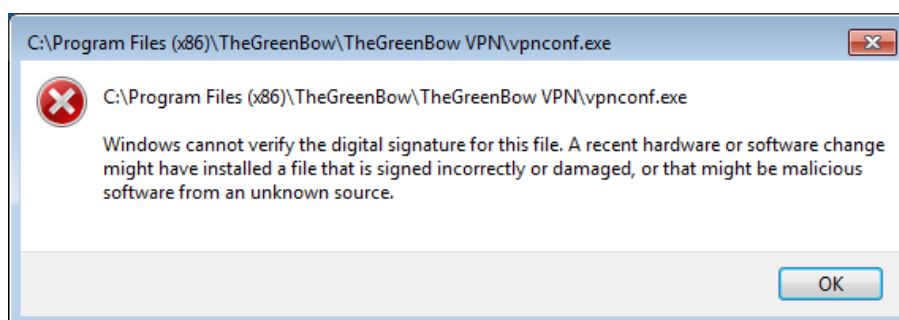 C:\Program Files (x86)\TheGreenBow\TheGreenBow VPN\vpnconf.exe
C:\Program Files (x86)\TheGreenBow\TheGreenBow VPN\vpnconf.exe
Windows cannot verify the digital signature for this file. A recent hardware or software change
might have installed a file that is signed incorrectly or damaged, or that might be malicious
software from an unknown source.
OK